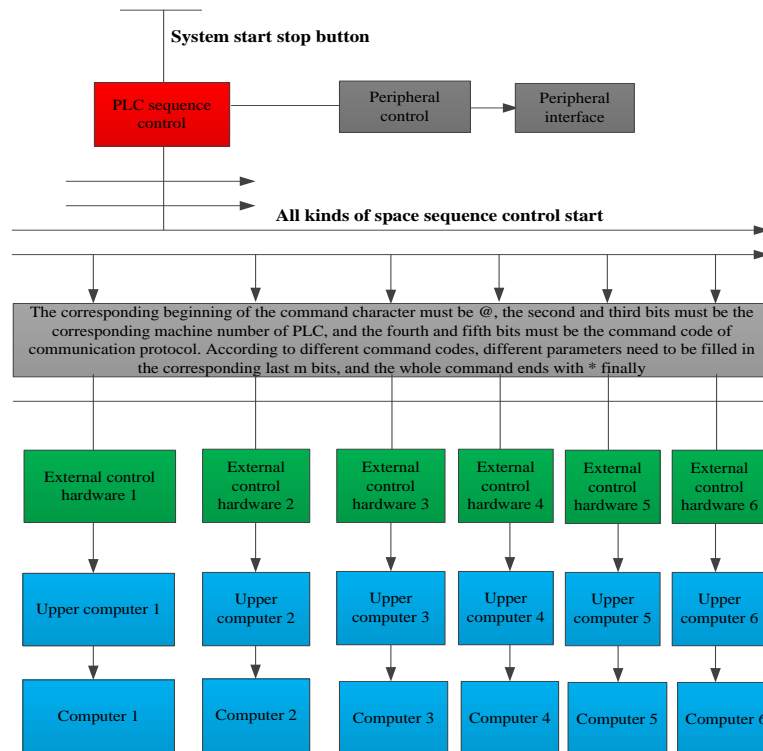 System start stop button
PLC sequence
control
Peripheral
control
Peripheral
interface
All kinds of space sequence control start
The corresponding beginning of the command character must be @, the second and third bits must be the
corresponding machine number of PLC, and the fourth and fifth bits must be the command code of
communication protocol. According to different command codes, different parameters need to be filled in
the corresponding last m bits, and the whole command ends with * finally
External control
hardware 1
External
control
hardware 2
External
control
hardware 3
External
control
hardware 4
External
control
hardware 5
External
control
hardware 6
Upper computer 1
Upper
computer 2
Upper
computer 3
Upper
computer 4
Upper
computer 5
Upper
computer 6
Computer 1
Computer 2
Computer 3
Computer 4
Computer 5
Computer 6